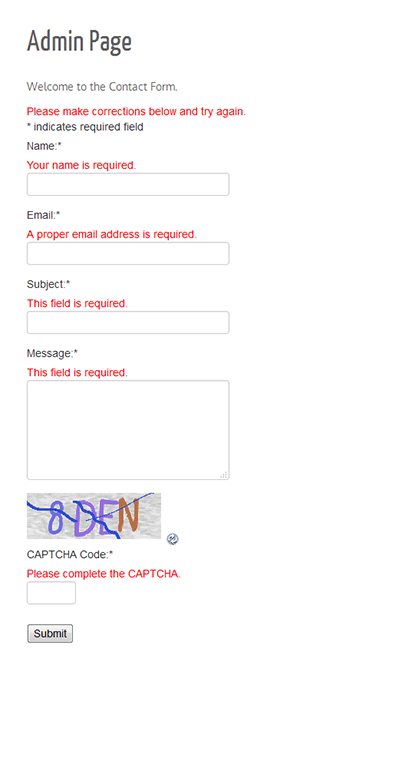 Admin Page
Welcome to the Contact Form.
Please make corrections below and try again.
* indicates required field
Name:*
Your name is required.
Email:*
A proper email address is required.
Subject:*
This field is required.
Message:*
This field is required.
8DEN
CAPTCHA Code:*
Please complete the CAPTCHA.
Submit